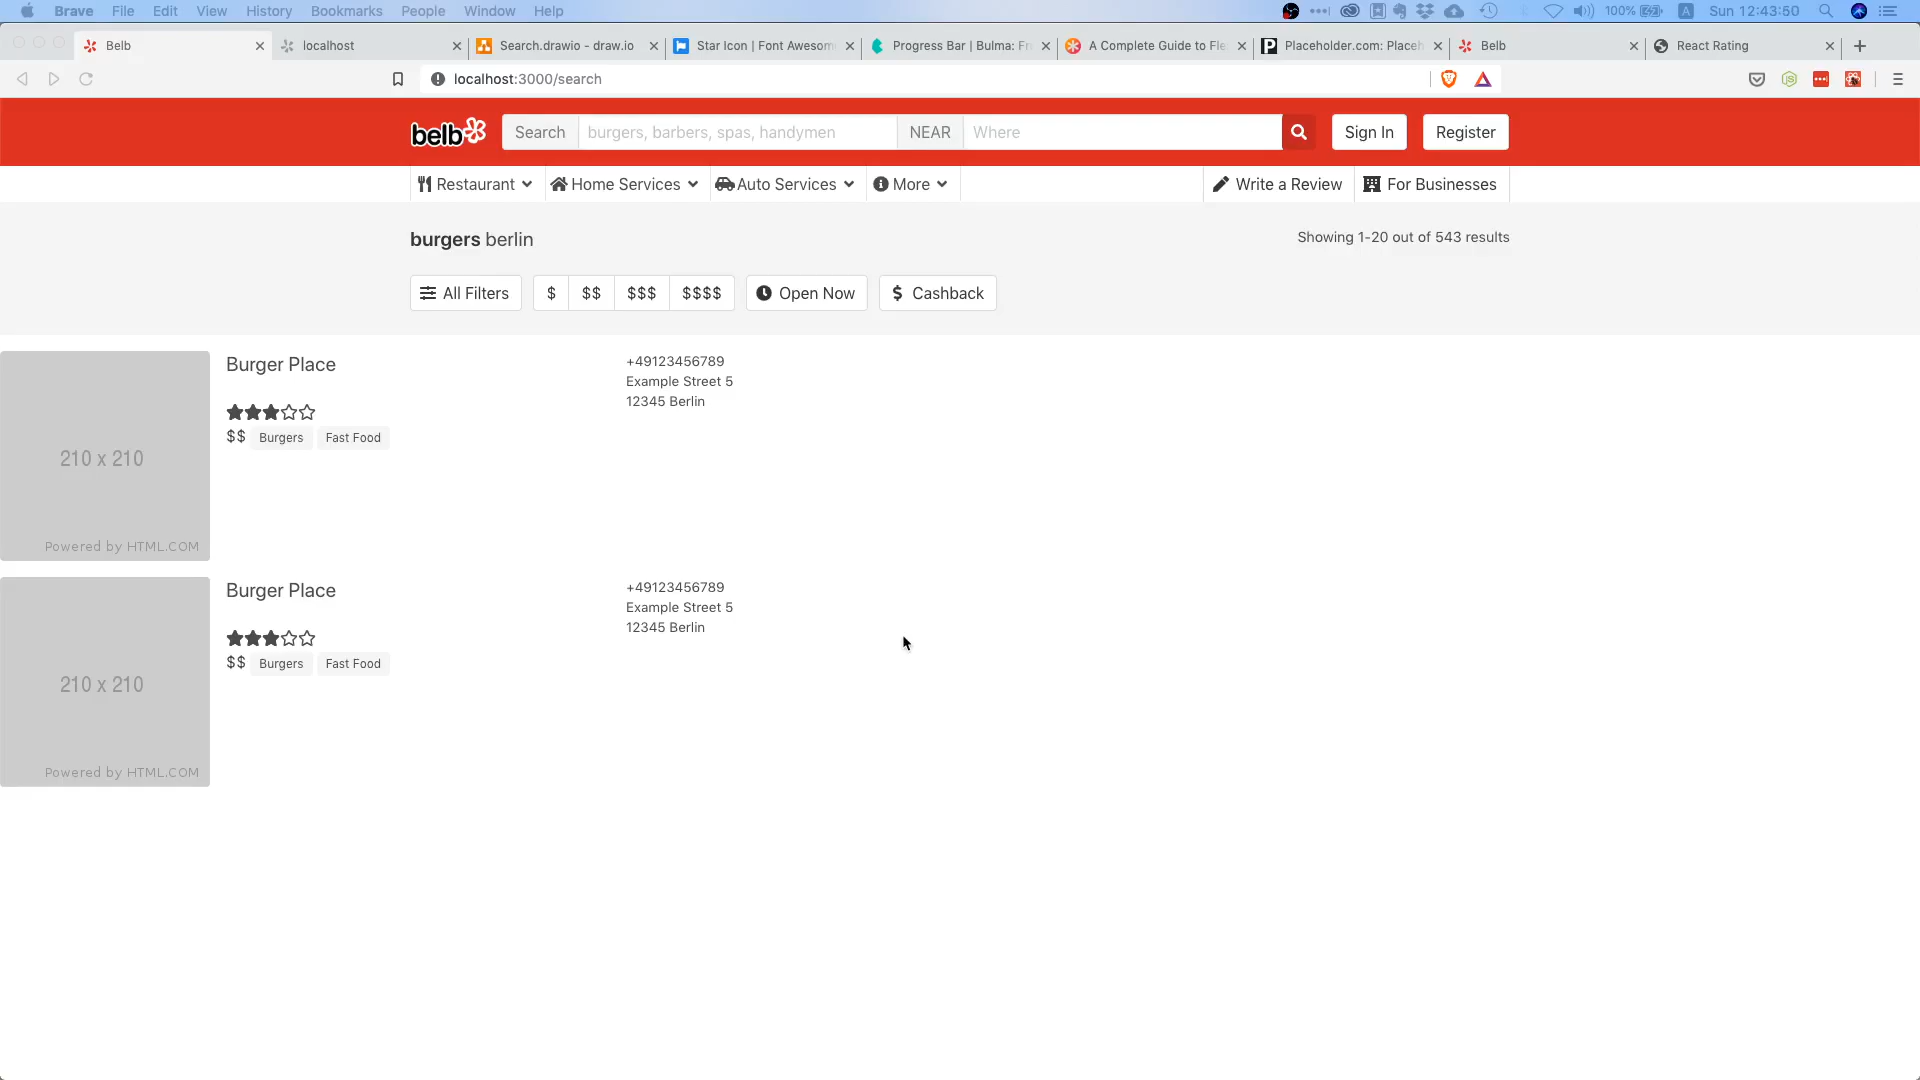 Brave File Edit View History Bookmarks People Window Help 100% A Sun 12:43:50
Belb localhost Search.drawio - draw.io Star Icon | Font Awesom Progress Bar | Bulma: Fr A Complete Guide to Fle Placeholder.com: Placeh Belb React Rating
localhost:3000/search
belb Search burgers, barbers, spas, handymen NEAR Where Sign In Register
Restaurant Home Services Auto Services More Write a Review For Businesses
burgers berlin Showing 1-20 out of 543 results
All Filters $ $$ $$$ $$$$ Open Now $ Cashback
Burger Place +49123456789
Example Street 5
12345 Berlin
$$ Burgers Fast Food
210 x 210
Powered by HTML.COM
Burger Place +49123456789
Example Street 5
12345 Berlin
$$ Burgers Fast Food
210 x 210
Powered by HTML.COM